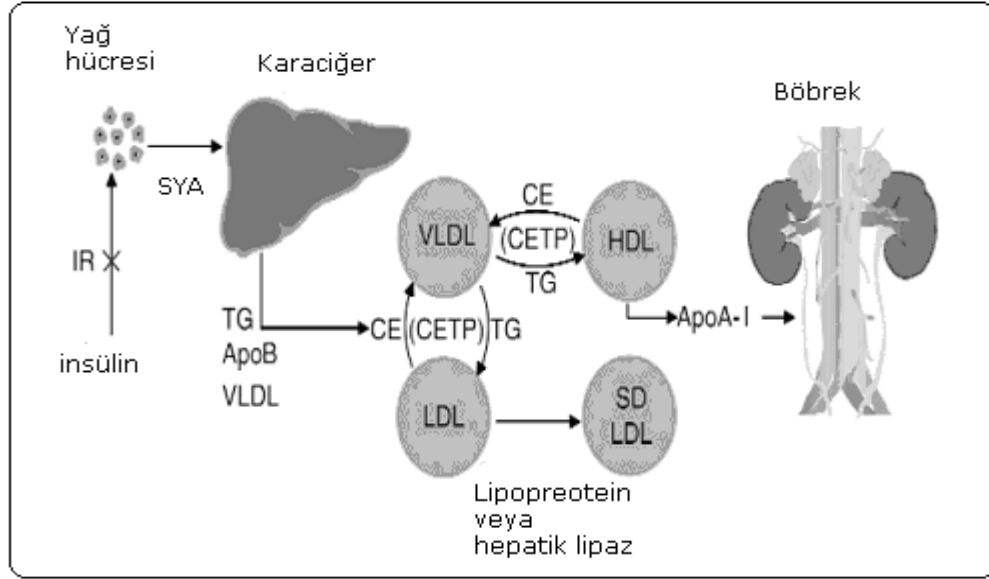 Yağ
hücresi
Karaciğer
Böbrek
SYA
IR
insülin
TG
ApoB
VLDL
VLDL
CE
(CETP)
TG
HDL
CE (CETP) TG
ApoA-I
LDL
SD
LDL
Lipopreotein
veya
hepatik lipaz